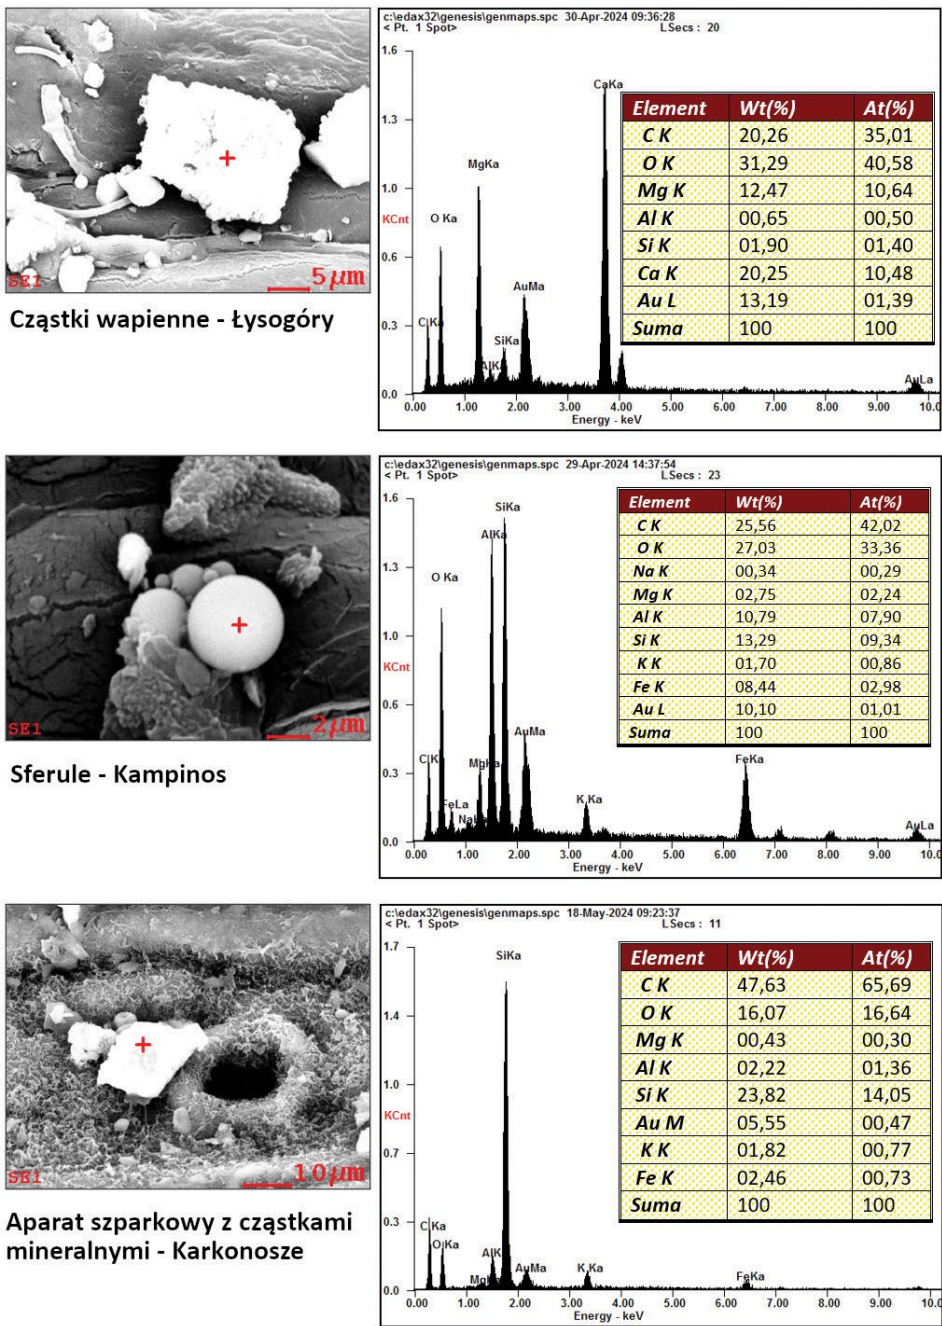 c:\edax32\genesis\genmaps.spc 30-Apr-2024 09:36:28
< Pt. 1 Spot> LSecs : 20
1.6
1.3
1.0
KCnt
0.6
0.3
0.0
CaKa
MgKa
O Ka
AuMa
C Ka
SiKa
AlKa
AuLa
0.00 1.00 2.00 3.00 4.00 5.00 6.00 7.00 8.00 9.00 10.0
Energy - keV
Element Wt(%) At(%)
C K 20,26 35,01
O K 31,29 40,58
Mg K 12,47 10,64
Al K 00,65 00,50
Si K 01,90 01,40
Ca K 20,25 10,48
Au L 13,19 01,39
Suma 100 100
SE1 5 µm
Cząstki wapienne - Łysogóry
c:\edax32\genesis\genmaps.spc 29-Apr-2024 14:37:54
< Pt. 1 Spot> LSecs : 23
1.6
1.3
1.0
KCnt
0.6
0.3
0.0
SiKa
AlKa
O Ka
AuMa
C K
MgKa
FeLa
K Ka
FeKa
AuLa
0.00 1.00 2.00 3.00 4.00 5.00 6.00 7.00 8.00 9.00 10.0
Energy - keV
Element Wt(%) At(%)
C K 25,56 42,02
O K 27,03 33,36
Na K 00,34 00,29
Mg K 02,75 02,24
Al K 10,79 07,90
Si K 13,29 09,34
K K 01,70 00,86
Fe K 08,44 02,98
Au L 10,10 01,01
Suma 100 100
SE1 2µm
Sferule - Kampinos
c:\edax32\genesis\genmaps.spc 18-May-2024 09:23:37
< Pt. 1 Spot> LSecs : 11
1.7
1.4
1.0
KCnt
0.7
0.3
0.0
SiKa
C Ka
O Ka
AlK
MgKa
AuMa
K Ka
FeKa
0.00 1.00 2.00 3.00 4.00 5.00 6.00 7.00 8.00 9.00 10.0
Energy - keV
Element Wt(%) At(%)
C K 47,63 65,69
O K 16,07 16,64
Mg K 00,43 00,30
Al K 02,22 01,36
Si K 23,82 14,05
Au M 05,55 00,47
K K 01,82 00,77
Fe K 02,46 00,73
Suma 100 100
SE1 10µm
Aparat szparkowy z cząstkami
mineralnymi - Karkonosze